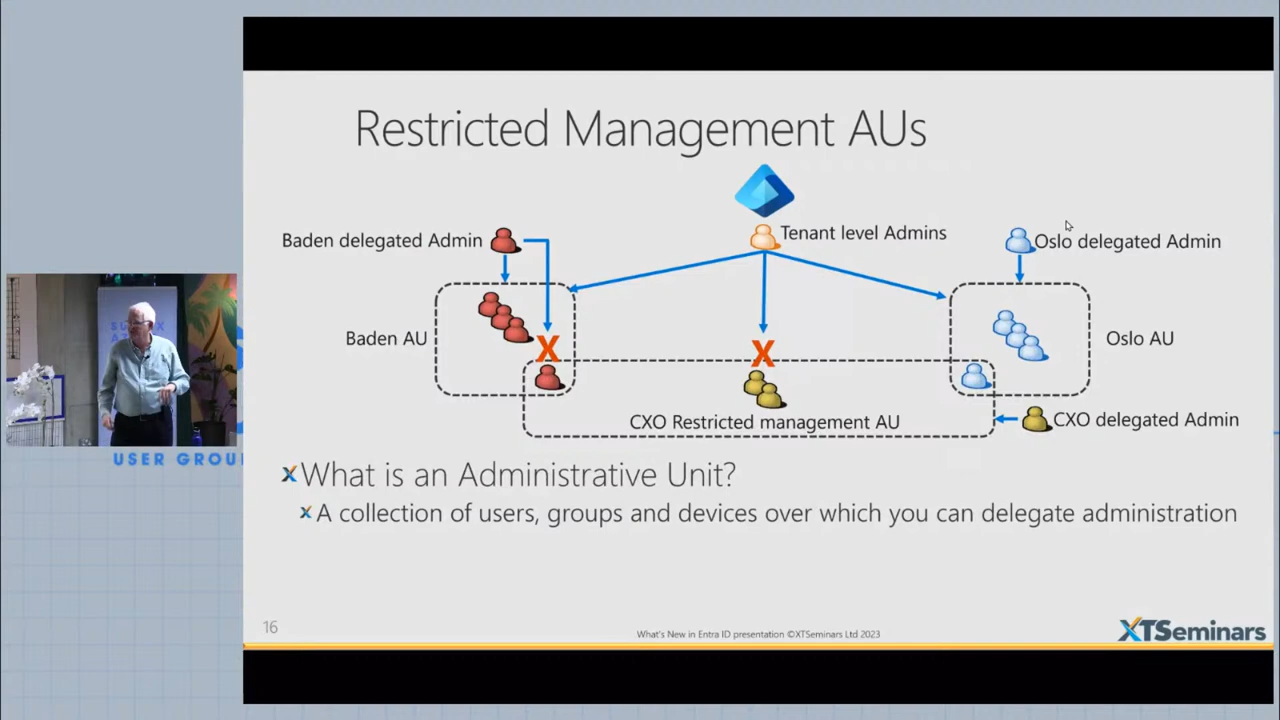 Restricted Management AUs
Baden delegated Admin
Tenant level Admins
Oslo delegated Admin
Baden AU
X
X
Oslo AU
CXO Restricted management AU
CXO delegated Admin
What is an Administrative Unit?
A collection of users, groups and devices over which you can delegate administration
16
What's New in Entra ID presentation ©XTSeminars Ltd 2023
XTSeminars
USER GROU